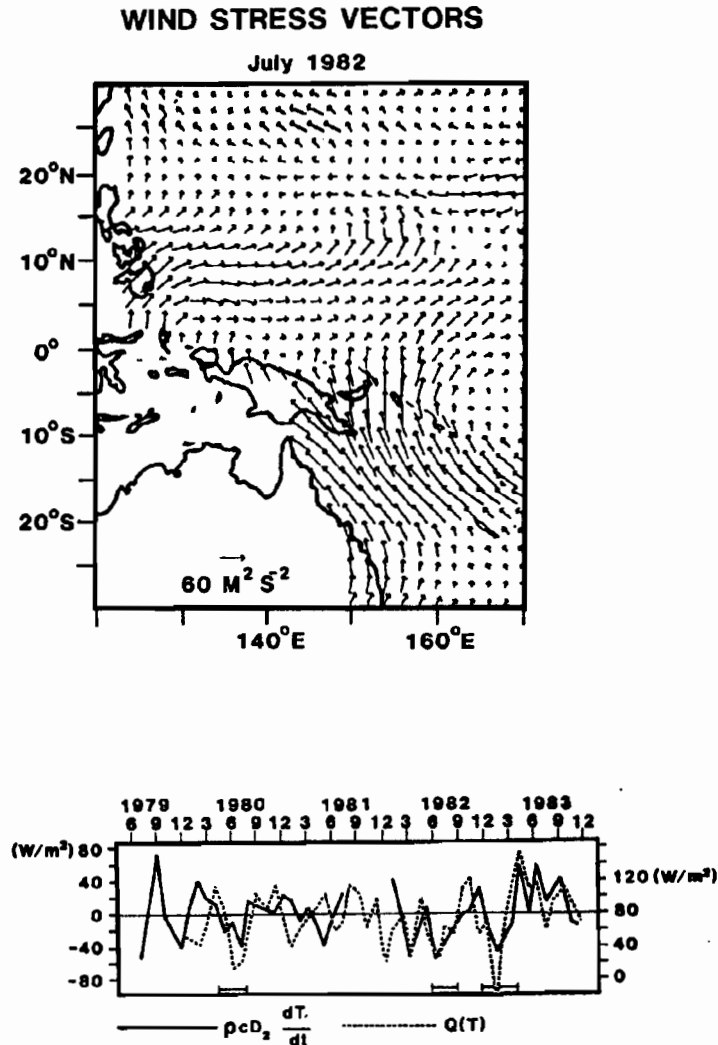 WIND STRESS VECTORS
July 1982
20°N
10°N
0°
10°S
20°S
60 M² S⁻²
140°E 160°E
1979 1980 1981 1982 1983
6 9 12 3 6 9 12 3 6 9 12 3 6 9 12 3 6 9 12
(W/m²) 80
40
0
-40
-80
120 (W/m²)
80
40
0
ρcD₂ dT./dt Q(T)